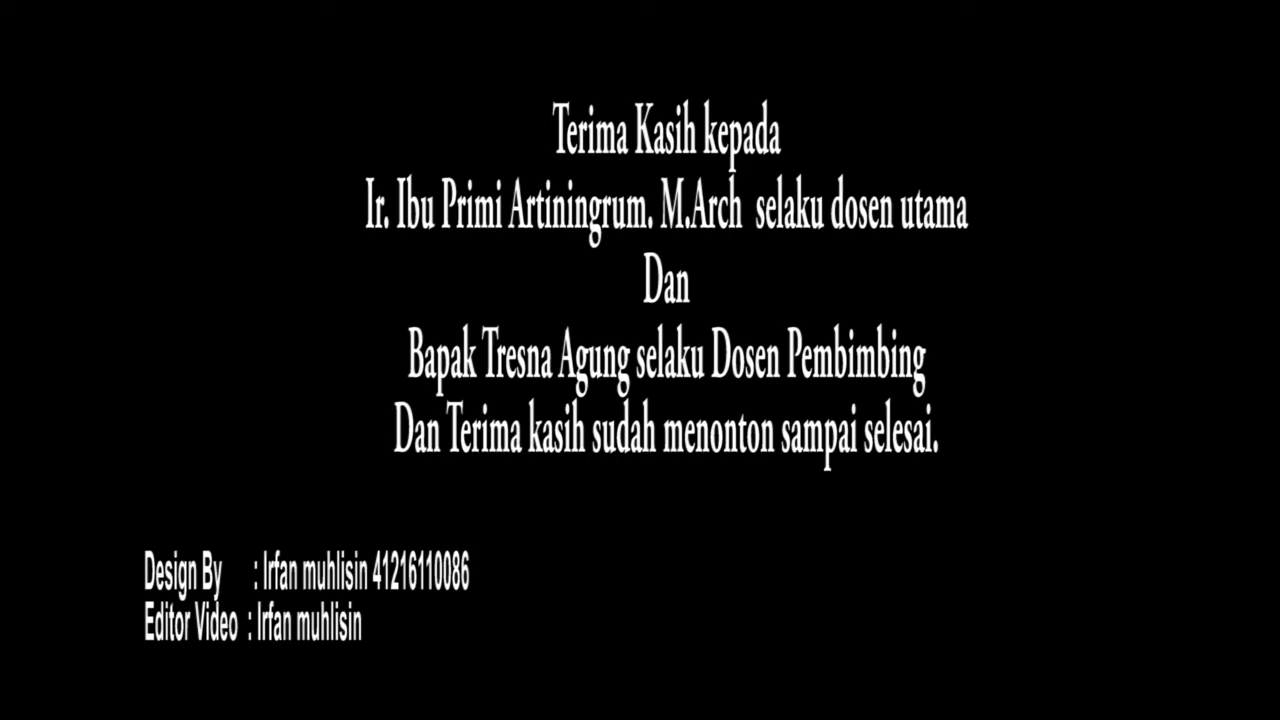 Terima Kasih kepada
Ir. Ibu Primi Artiningrum. M.Arch  selaku dosen utama
Dan
Bapak Tresna Agung selaku Dosen Pembimbing
Dan Terima kasih sudah menonton sampai selesai.
Design By : Irfan muhlisin 41216110086
Editor Video : Irfan muhlisin